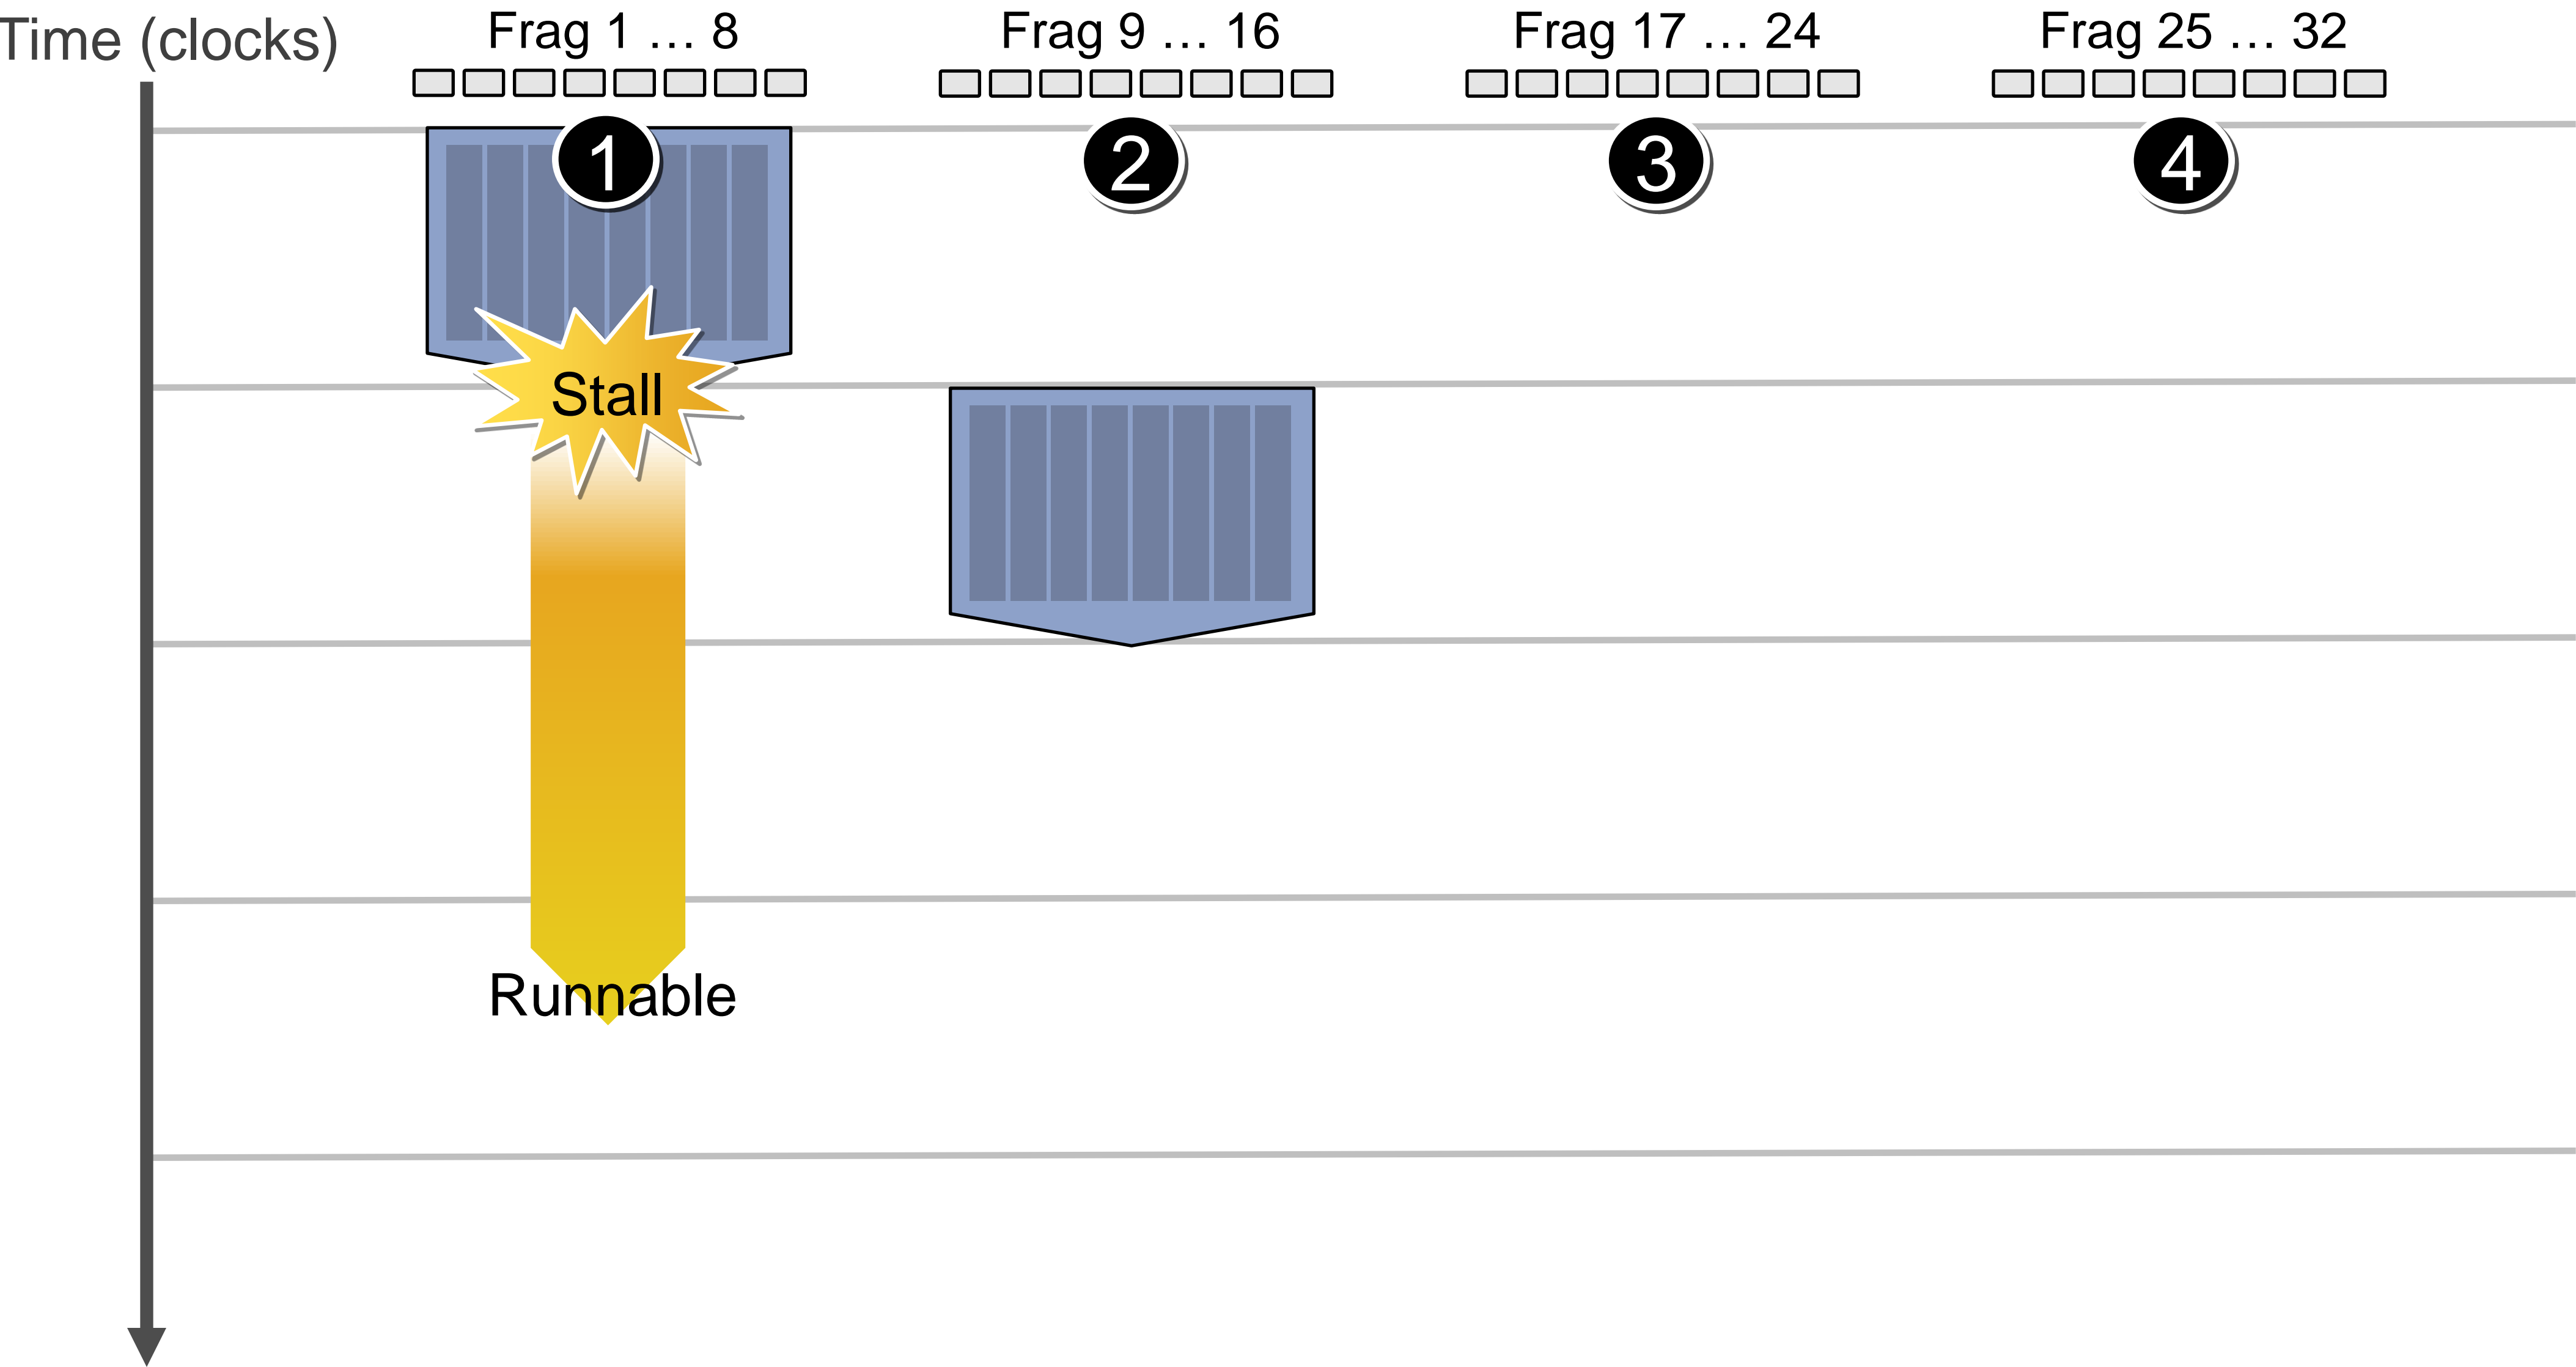 Time (clocks)
Frag 1 … 8
Frag 9 … 16
Frag 17 … 24
Frag 25 … 32
1
2
3
4
Stall
Runnable